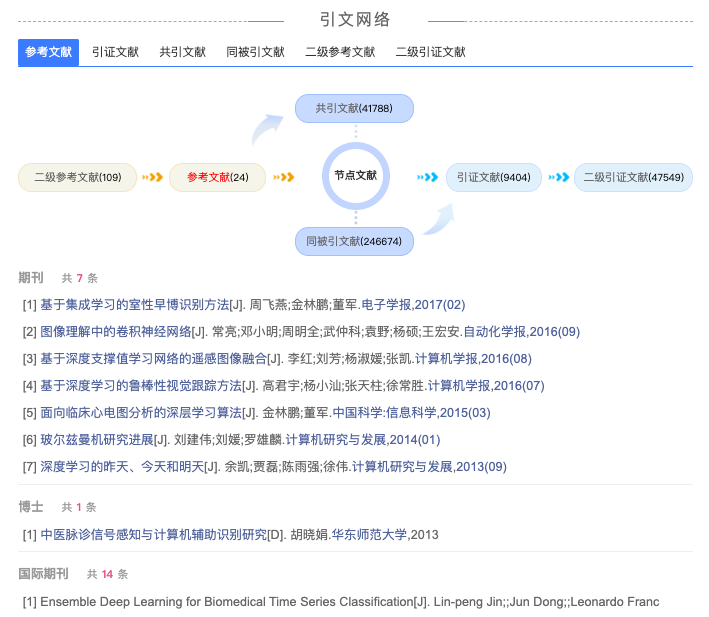 引文网络
参考文献 引证文献 共引文献 同被引文献 二级参考文献 二级引证文献
共引文献(41788)
二级参考文献(109) 参考文献(24) 节点文献 引证文献(9404) 二级引证文献(47549)
同被引文献(246674)
期刊 共 7 条
[1] 基于集成学习的室性早博识别方法[J]. 周飞燕;金林鹏;董军.电子学报,2017(02)
[2] 图像理解中的卷积神经网络[J]. 常亮;邓小明;周明全;武仲科;袁野;杨硕;王宏安.自动化学报,2016(09)
[3] 基于深度支撑值学习网络的遥感图像融合[J]. 李红;刘芳;杨淑媛;张凯.计算机学报,2016(08)
[4] 基于深度学习的鲁棒性视觉跟踪方法[J]. 高君宇;杨小汕;张天柱;徐常胜.计算机学报,2016(07)
[5] 面向临床心电图分析的深层学习算法[J]. 金林鹏;董军.中国科学:信息科学,2015(03)
[6] 玻尔兹曼机研究进展[J]. 刘建伟;刘媛;罗雄麟.计算机研究与发展,2014(01)
[7] 深度学习的昨天、今天和明天[J]. 余凯;贾磊;陈雨强;徐伟.计算机研究与发展,2013(09)
博士 共 1 条
[1] 中医脉诊信号感知与计算机辅助识别研究[D]. 胡晓娟.华东师范大学,2013
国际期刊 共 14 条
[1] Ensemble Deep Learning for Biomedical Time Series Classification[J]. Lin-peng Jin;;Jun Dong;;Leonardo Franc